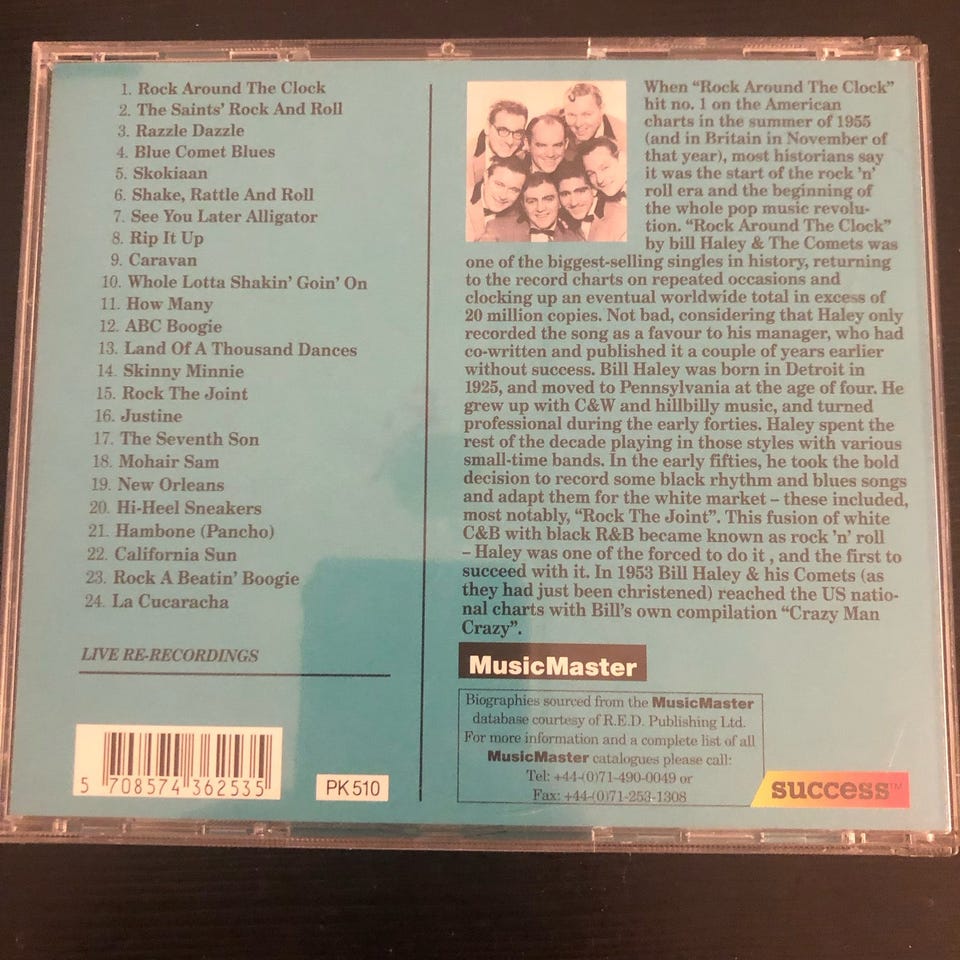 1. Rock Around The Clock
2. The Saints' Rock And Roll
3. Razzle Dazzle
4. Blue Comet Blues
5. Skokiaan
6. Shake, Rattle And Roll
7. See You Later Alligator
8. Rip It Up
9. Caravan
10. Whole Lotta Shakin' Goin' On
11. How Many
12. ABC Boogie
13. Land Of A Thousand Dances
14. Skinny Minnie
15. Rock The Joint
16. Justine
17. The Seventh Son
18. Mohair Sam
19. New Orleans
20. Hi-Heel Sneakers
21. Hambone (Pancho)
22. California Sun
23. Rock A Beatin' Boogie
24. La Cucaracha
LIVE RE-RECORDINGS
5 708574 362535
PK 510
When "Rock Around The Clock"
hit no. 1 on the American
charts in the summer of 1955
(and in Britain in November of
that year), most historians say
it was the start of the rock 'n'
roll era and the beginning of
the whole pop music revolu-
tion. "Rock Around The Clock"
by bill Haley & The Comets was
one of the biggest-selling singles in history, returning
to the record charts on repeated occasions and
clocking up an eventual worldwide total in excess of
20 million copies. Not bad, considering that Haley only
recorded the song as a favour to his manager, who had
co-written and published it a couple of years earlier
without success. Bill Haley was born in Detroit in
1925, and moved to Pennsylvania at the age of four. He
grew up with C&W and hillbilly music, and turned
professional during the early forties. Haley spent the
rest of the decade playing in those styles with various
small-time bands. In the early fifties, he took the bold
decision to record some black rhythm and blues songs
and adapt them for the white market – these included,
most notably, "Rock The Joint". This fusion of white
C&B with black R&B became known as rock 'n' roll
– Haley was one of the forced to do it , and the first to
succeed with it. In 1953 Bill Haley & his Comets (as
they had just been christened) reached the US natio-
nal charts with Bill's own compilation "Crazy Man
Crazy".
MusicMaster
Biographies sourced from the MusicMaster
database courtesy of R.E.D. Publishing Ltd.
For more information and a complete list of all
MusicMaster catalogues please call:
Tel: +44-(0)71-490-0049 or
Fax: +44-(0)71-253-1308
success™